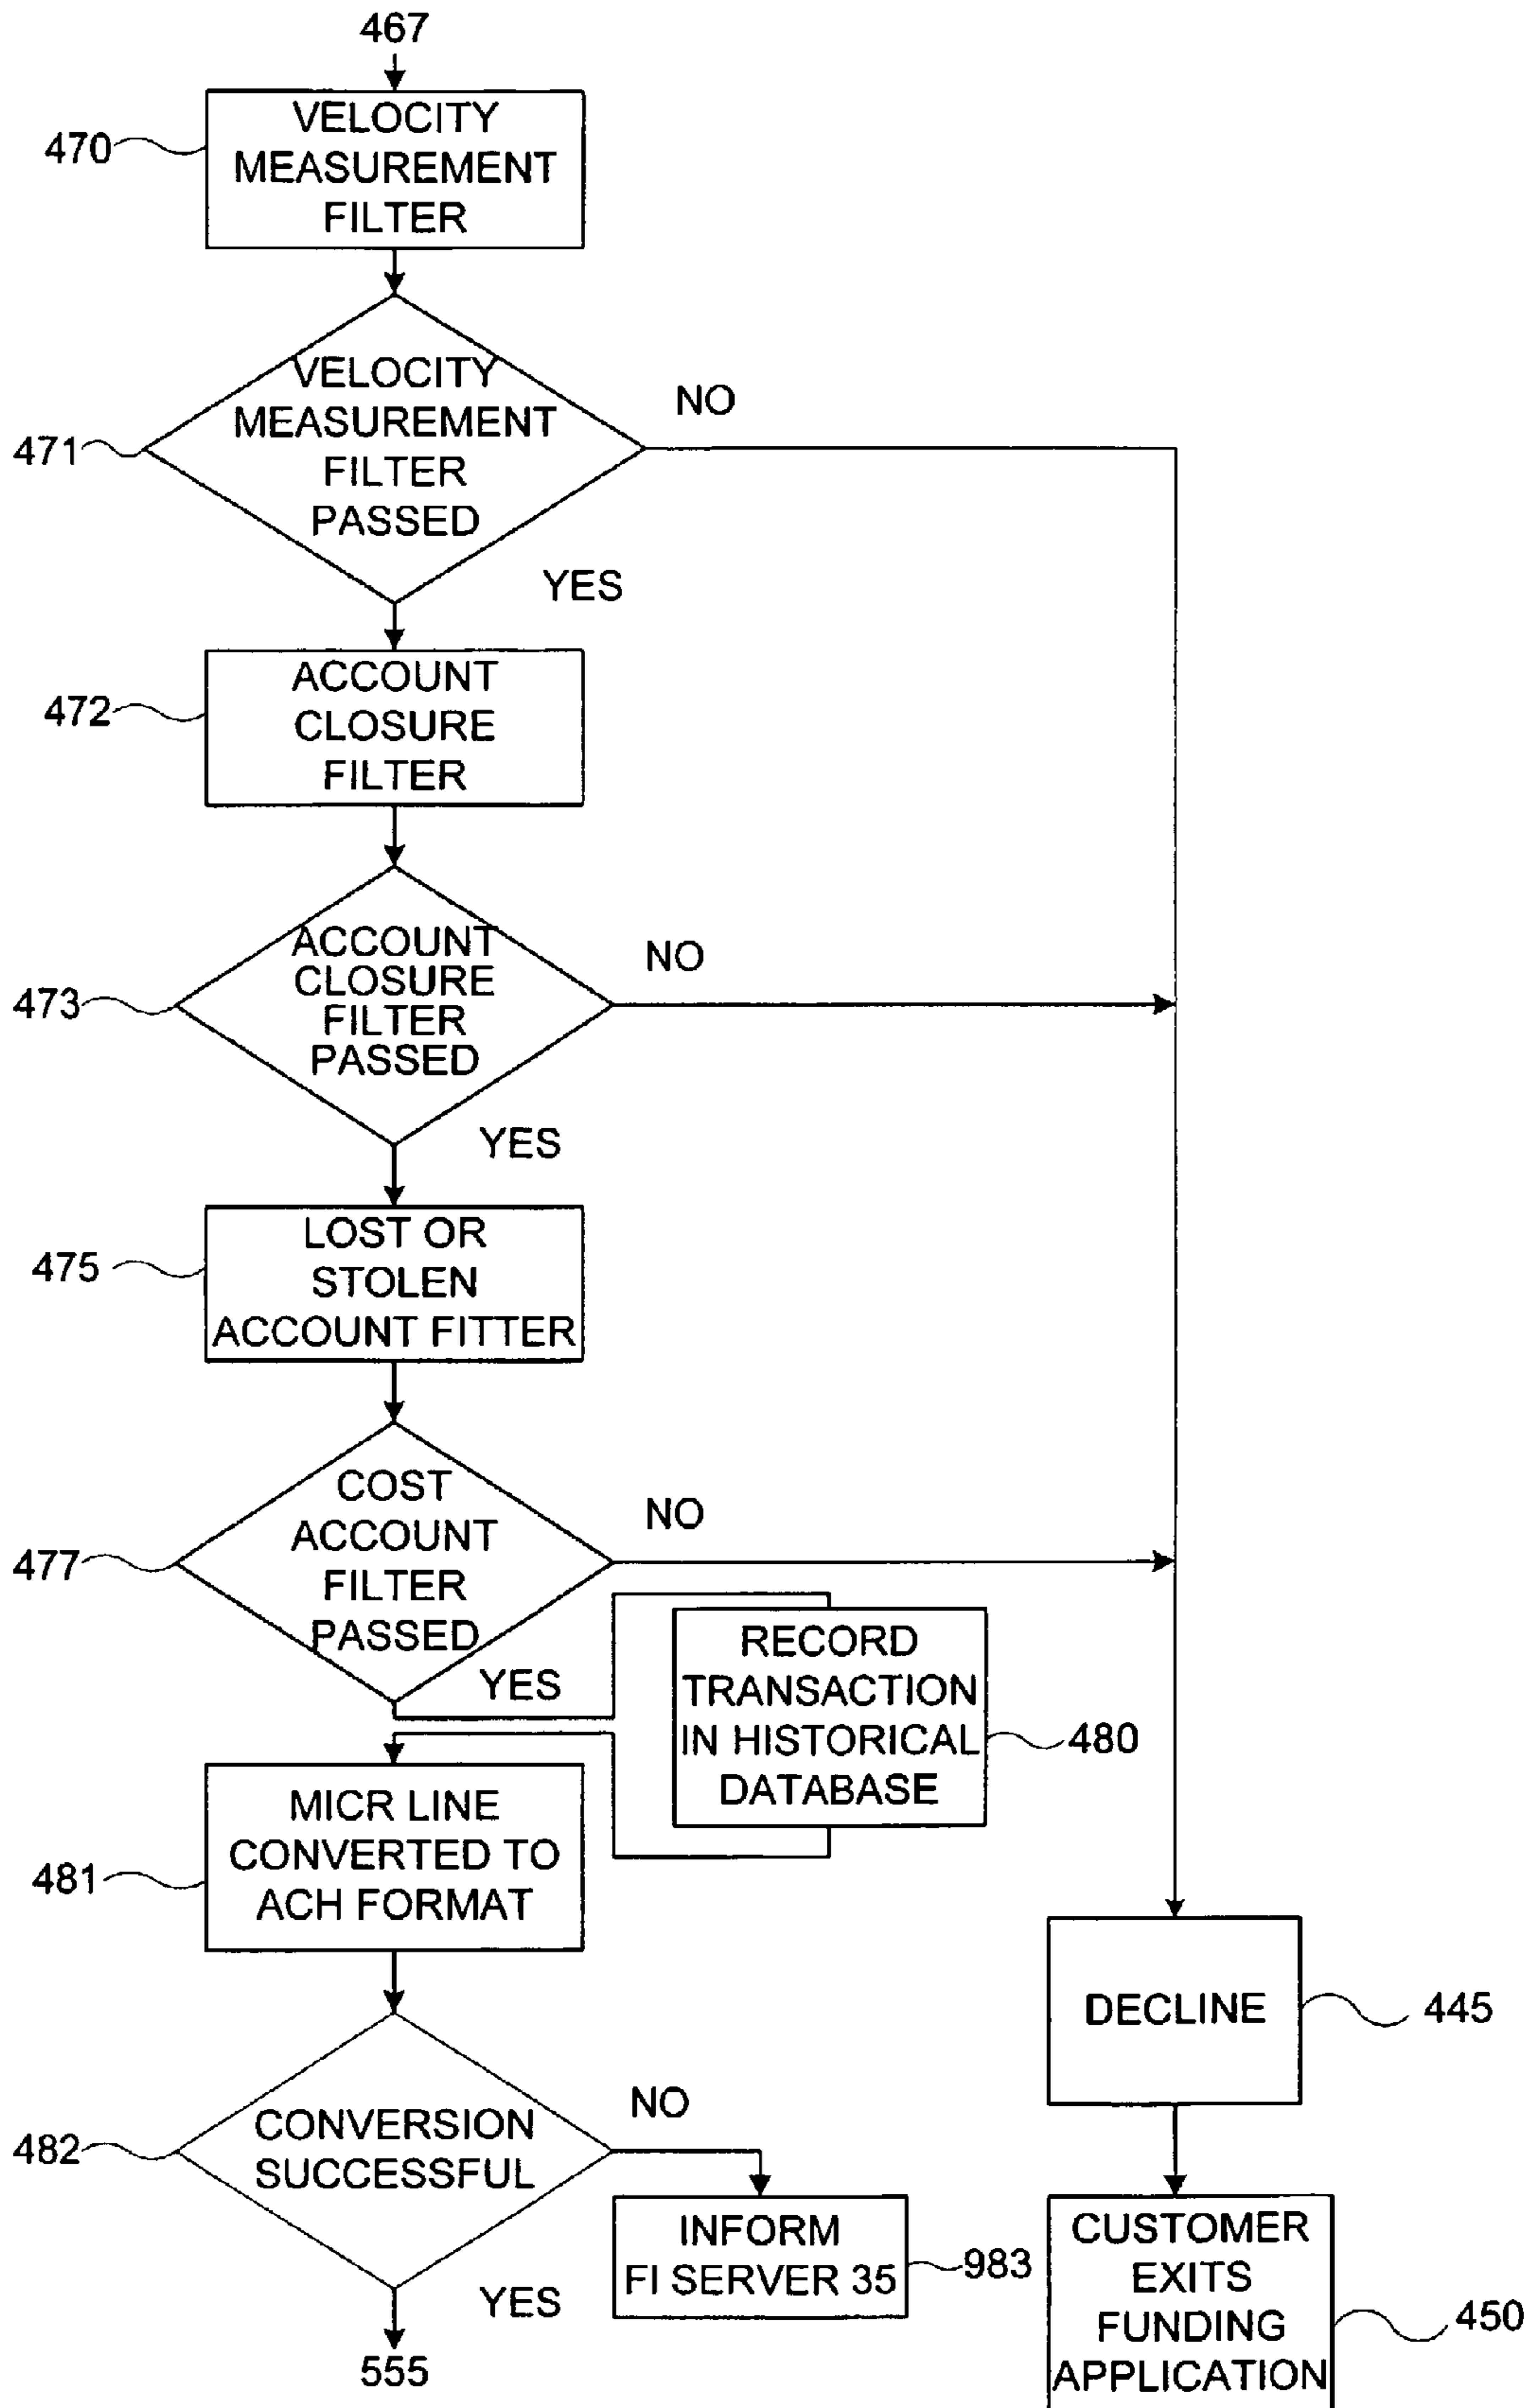 467
VELOCITY
MEASUREMENT
FILTER
470
VELOCITY
MEASUREMENT
FILTER
PASSED
471
NO
YES
ACCOUNT
CLOSURE
FILTER
472
ACCOUNT
CLOSURE
FILTER
PASSED
473
NO
YES
LOST OR
STOLEN
ACCOUNT FITTER
475
COST
ACCOUNT
FILTER
PASSED
477
NO
YES
RECORD
TRANSACTION
IN HISTORICAL
DATABASE
480
MICR LINE
CONVERTED TO
ACH FORMAT
481
DECLINE
445
CONVERSION
SUCCESSFUL
482
NO
YES
INFORM
FI SERVER 35
983
CUSTOMER
EXITS
FUNDING
APPLICATION
450
555